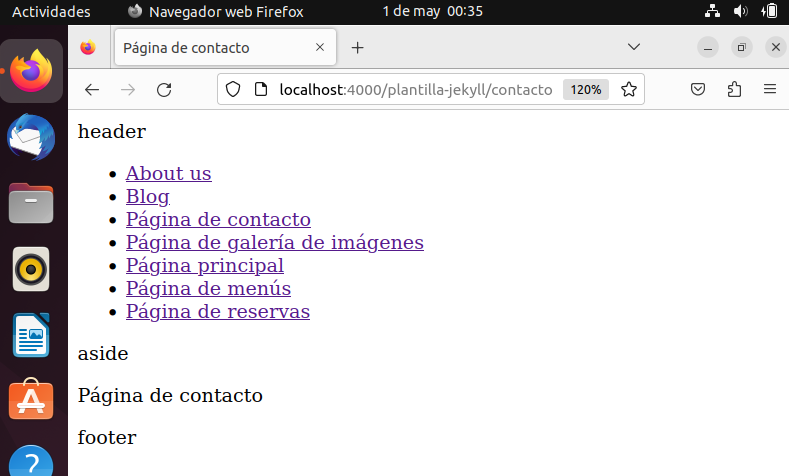 Actividades
Navegador web Firefox
1 de may 00:35
Página de contacto
localhost:4000/plantilla-jekyll/contacto
120%
header
About us
Blog
Página de contacto
Página de galería de imágenes
Página principal
Página de menús
Página de reservas
aside
Página de contacto
footer